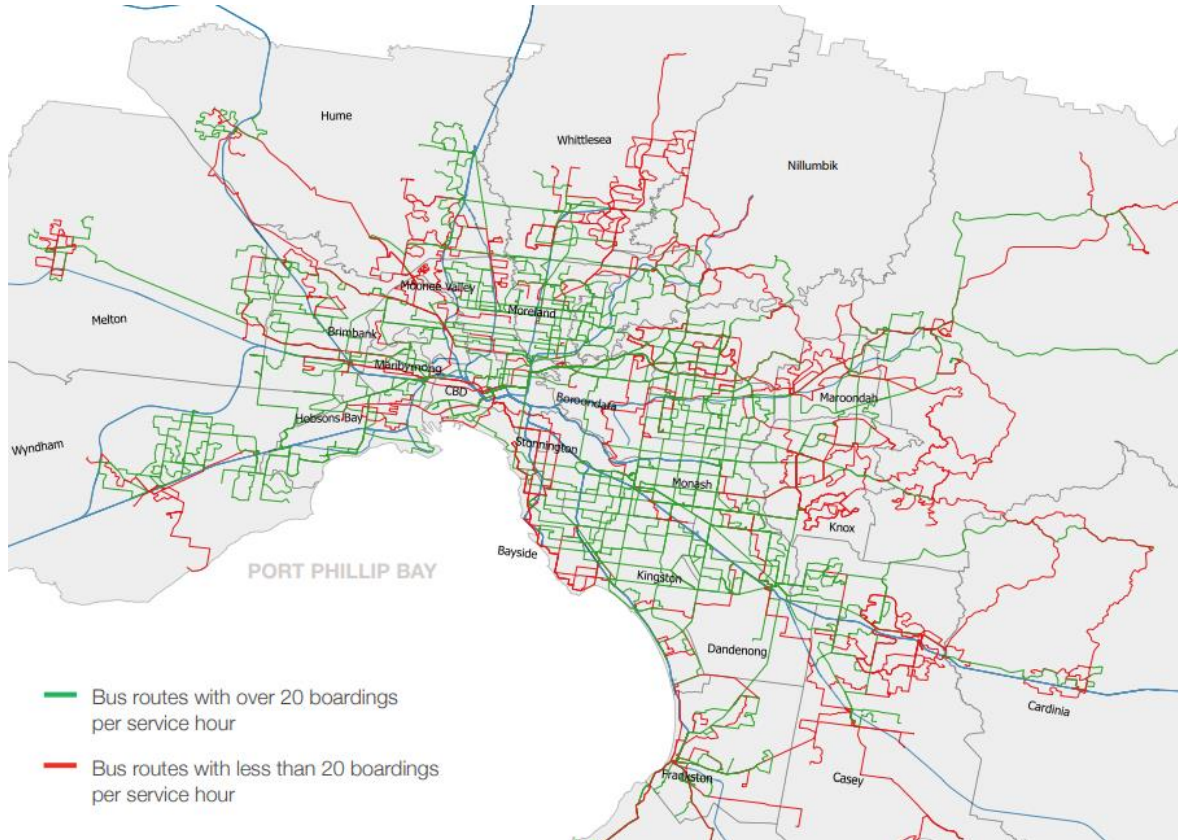 Hume
Whittlesea
Nillumbik
Moonee Valley
Melton
Moreland
Brimbank
Maribyrnong
CBD
Boroondara
Maroondah
Hobsons Bay
Wyndham
Stonnington
Monash
Knox
Bayside
PORT PHILLIP BAY
Kingston
Dandenong
Cardinia
Frankston
Casey
Bus routes with over 20 boardings
per service hour
Bus routes with less than 20 boardings
per service hour